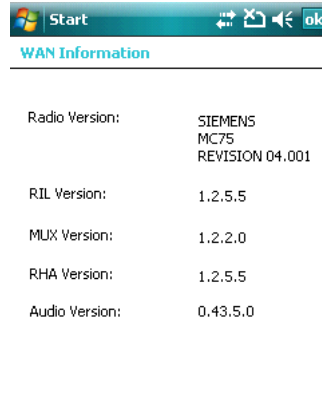 Start ok
WAN Information
Radio Version: SIEMENS
MC75
REVISION 04.001
RIL Version: 1.2.5.5
MUX Version: 1.2.2.0
RHA Version: 1.2.5.5
Audio Version: 0.43.5.0